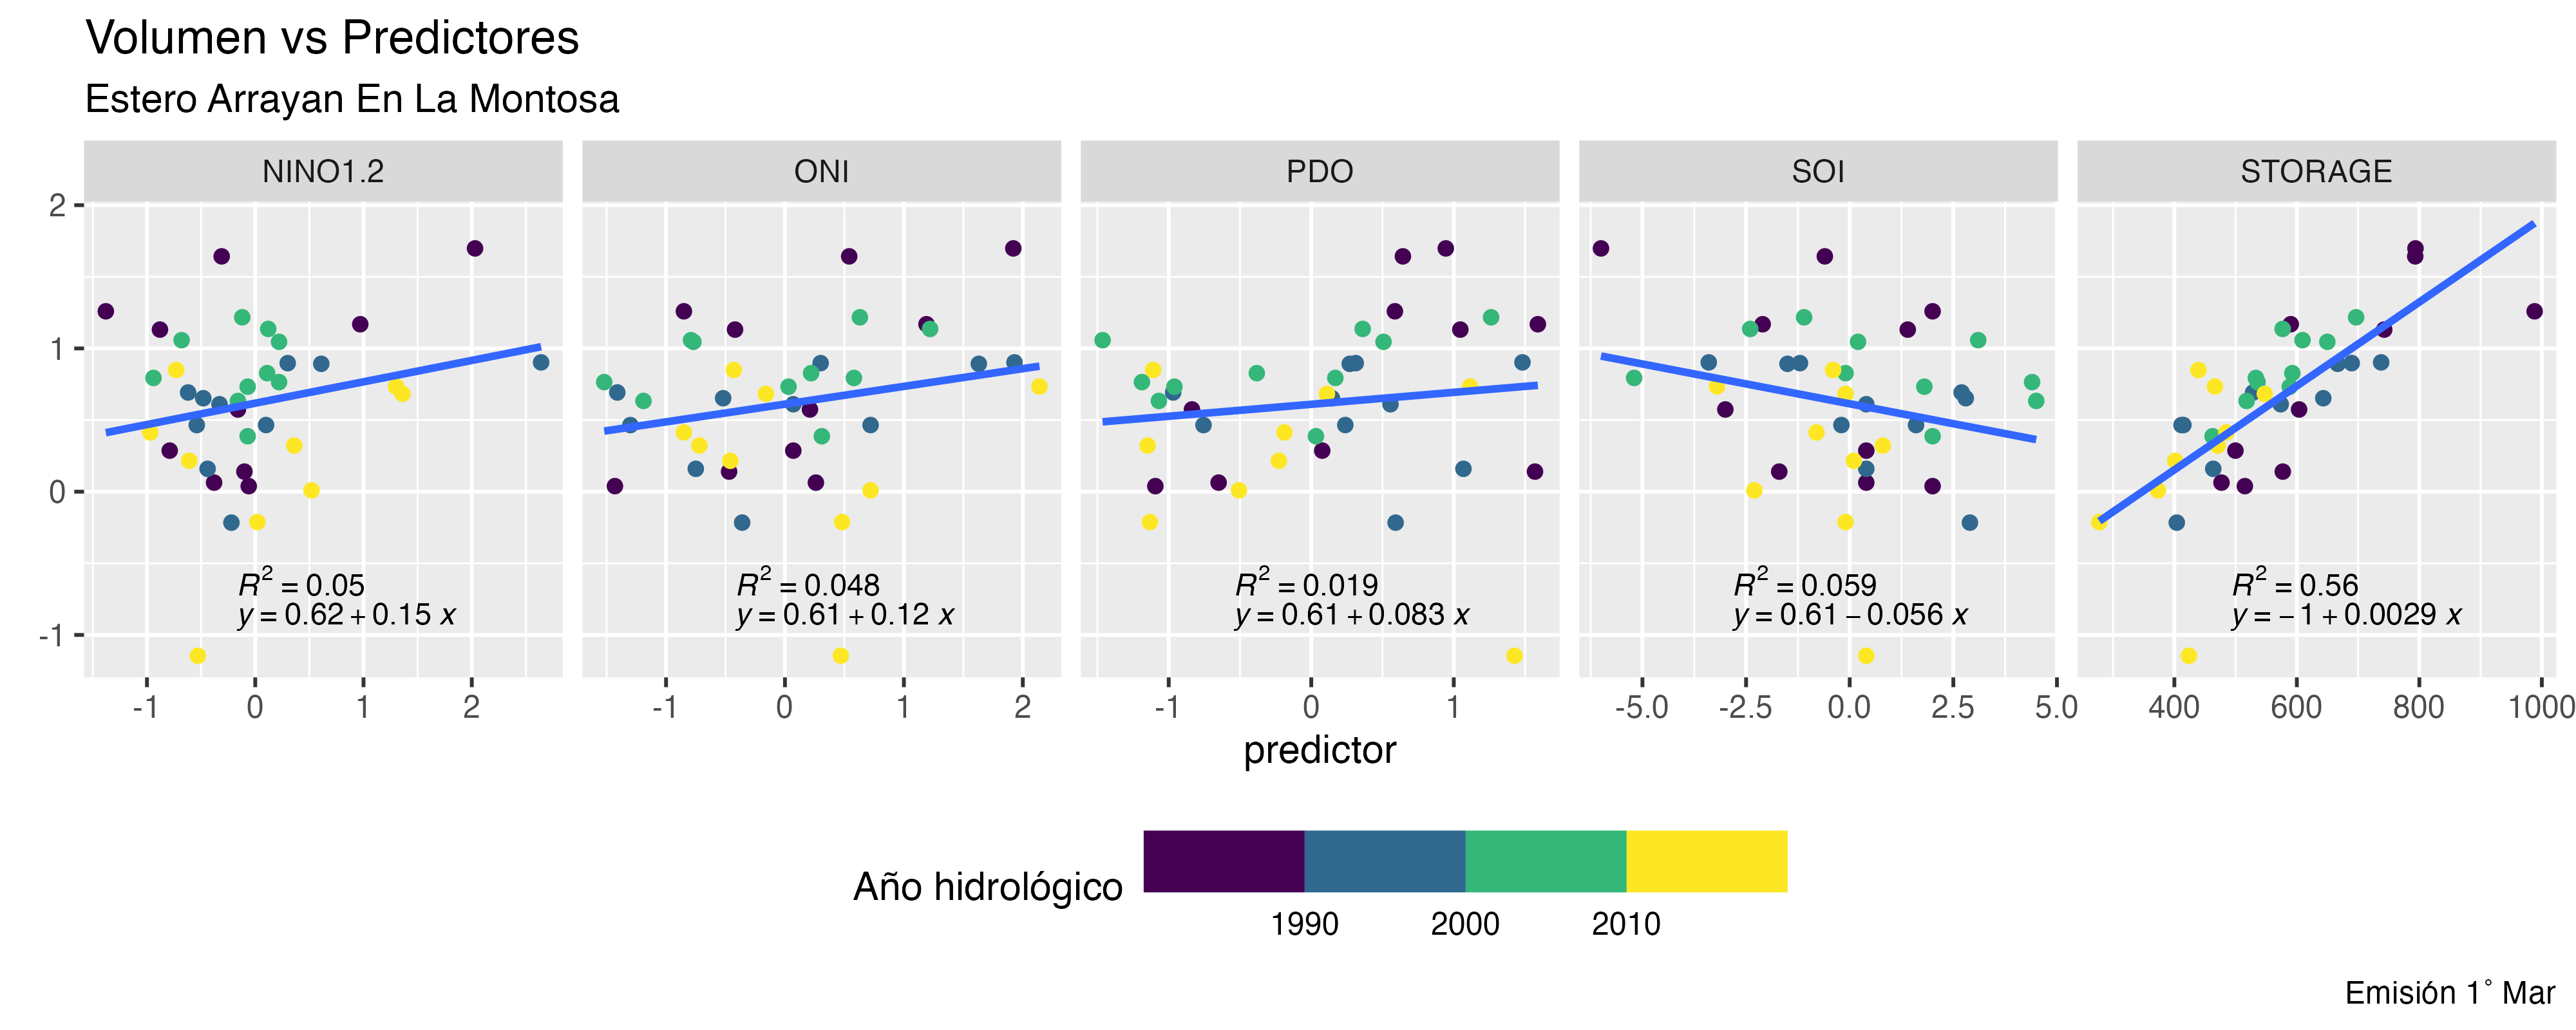 Volumen vs Predictores
Estero Arrayan En La Montosa
NINO1.2 ONI PDO SOI STORAGE
2
1
0
-1
R² = 0.05
y = 0.62 + 0.15 x
R² = 0.048
y = 0.61 + 0.12 x
R² = 0.019
y = 0.61 + 0.083 x
R² = 0.059
y = 0.61 − 0.056 x
R² = 0.56
y = −1 + 0.0029 x
-1 0 1 2 -1 0 1 2 -1 0 1 -5.0 -2.5 0.0 2.5 5.0 400 600 800 1000
predictor
Año hidrológico
1990 2000 2010
Emisión 1° Mar